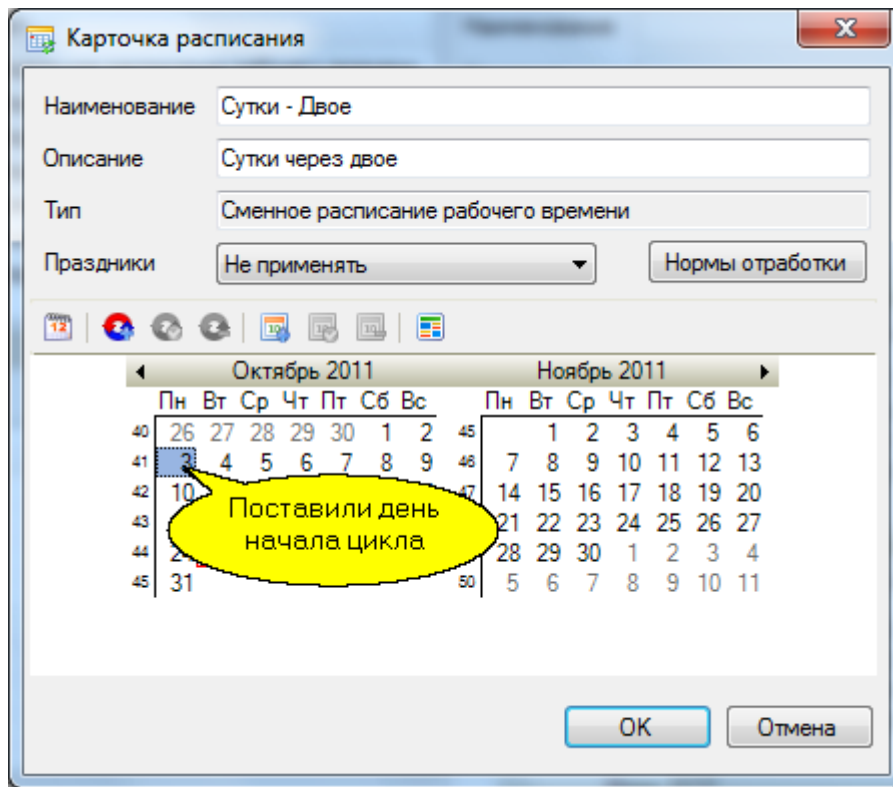 Карточка расписания
Наименование Сутки - Двое
Описание Сутки через двое
Тип Сменное расписание рабочего времени
Праздники Не применять Нормы отработки
12
Октябрь 2011 Ноябрь 2011
Пн Вт Ср Чт Пт Сб Вс Пн Вт Ср Чт Пт Сб Вс
40 26 27 28 29 30 1 2 45 1 2 3 4 5 6
41 3 4 5 6 7 8 9 46 7 8 9 10 11 12 13
42 10 14 15 16 17 18 19 20
43 21 22 23 24 25 26 27
44 28 29 30 1 2 3 4
45 31 50 5 6 7 8 9 10 11
Поставили день
начала цикла
OK Отмена